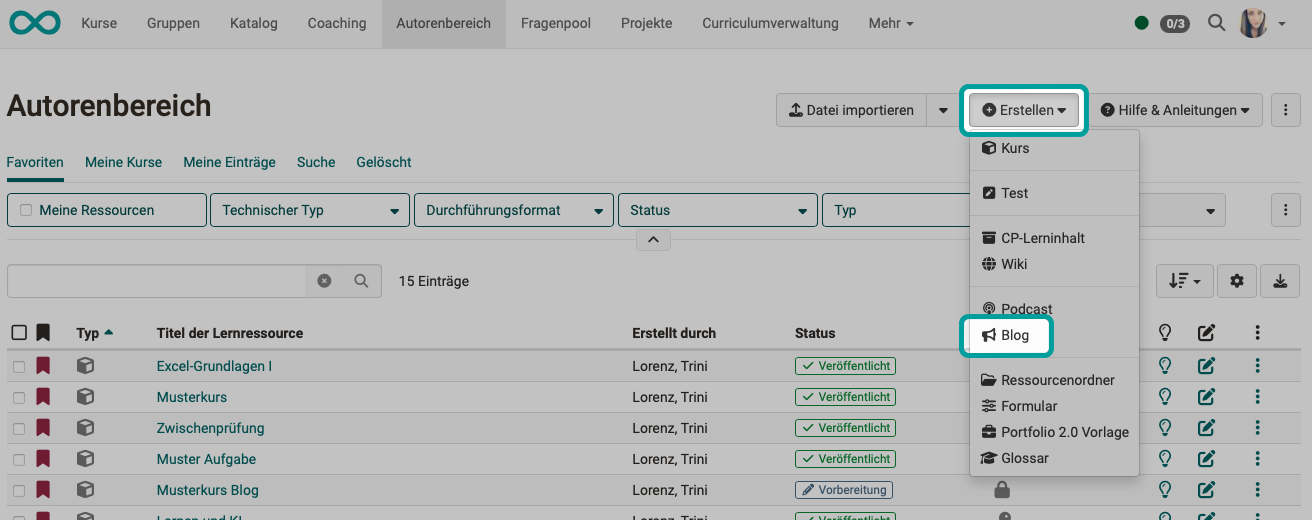 Kurse Gruppen Katalog Coaching Autorenbereich Fragenpool Projekte Curriculumverwaltung Mehr 0/3
Autorenbereich
Datei importieren Erstellen Hilfe & Anleitungen
Favoriten Meine Kurse Meine Einträge Suche Gelöscht
Meine Ressourcen Technischer Typ Durchführungsformat Status Typ
15 Einträge
Kurs
Test
CP-Lerninhalt
Wiki
Podcast
Blog
Ressourcenordner
Formular
Portfolio 2.0 Vorlage
Glossar
Typ Titel der Lernressource Erstellt durch Status
Excel-Grundlagen I Lorenz, Trini Veröffentlicht
Musterkurs Lorenz, Trini Veröffentlicht
Zwischenprüfung Lorenz, Trini Veröffentlicht
Muster Aufgabe Lorenz, Trini Veröffentlicht
Musterkurs Blog Lorenz, Trini Vorbereitung
Lernen und KI Lorenz, Trini Veröffentlicht